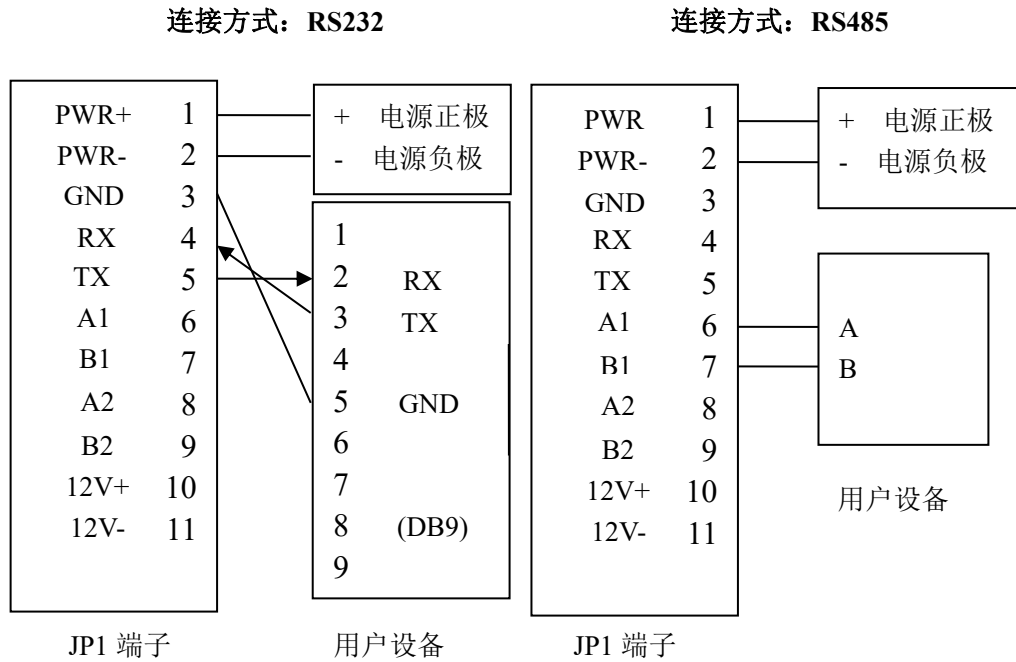 连接方式：RS232
PWR+ 1
PWR- 2
GND 3
RX 4
TX 5
A1 6
B1 7
A2 8
B2 9
12V+ 10
12V- 11
JP1 端子
+ 电源正极
- 电源负极
1
2 RX
3 TX
4
5 GND
6
7
8 (DB9)
9
用户设备
连接方式：RS485
PWR 1
PWR- 2
GND 3
RX 4
TX 5
A1 6
B1 7
A2 8
B2 9
12V+ 10
12V- 11
JP1 端子
+ 电源正极
- 电源负极
A
B
用户设备